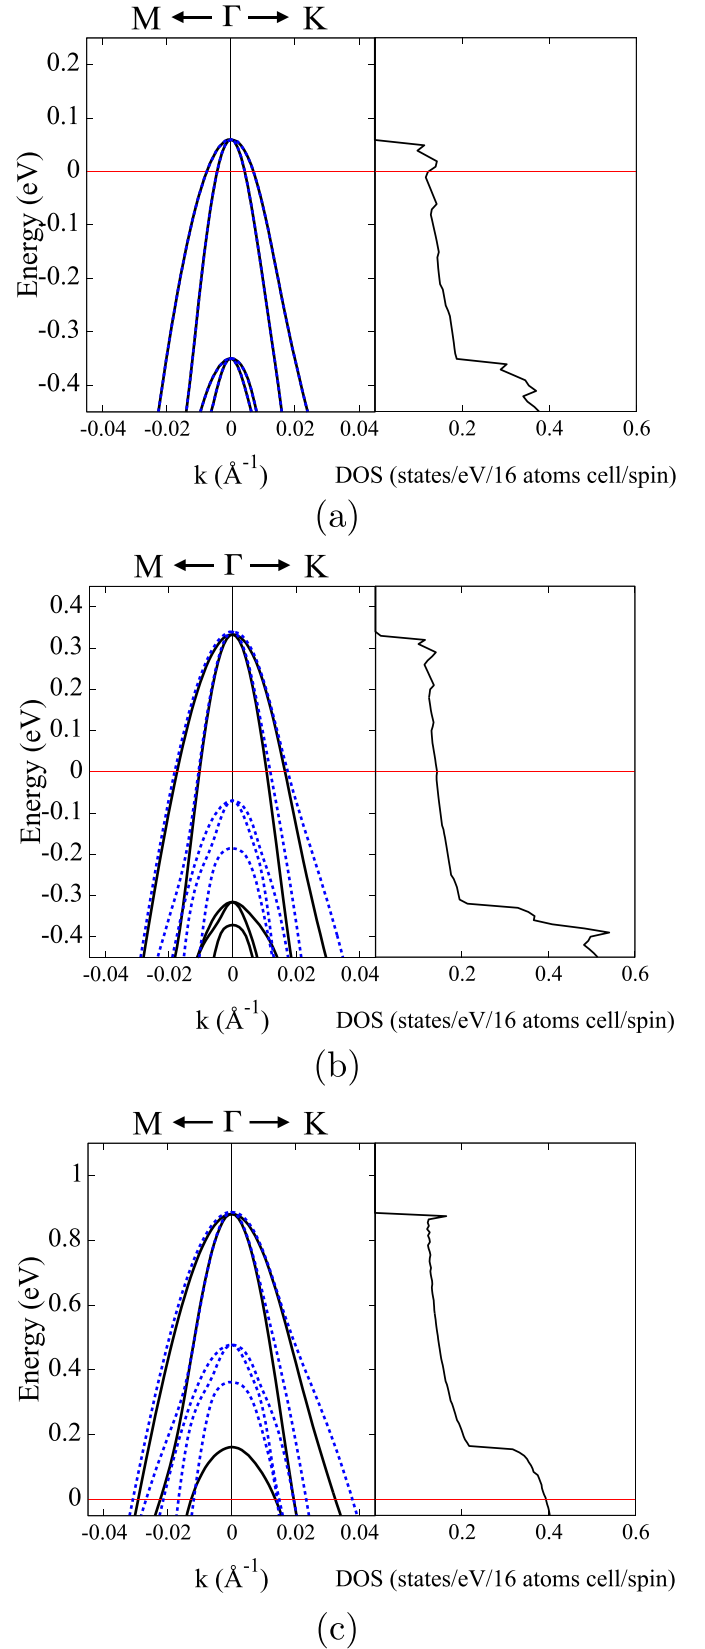 M ← Γ → K
0.2
0.1
0
-0.1
-0.2
-0.3
-0.4
Energy (eV)
-0.04 -0.02 0 0.02 0.04 0.2 0.4 0.6
k (Å⁻¹) DOS (states/eV/16 atoms cell/spin)
(a)
M ← Γ → K
0.4
0.3
0.2
0.1
0
-0.1
-0.2
-0.3
-0.4
Energy (eV)
-0.04 -0.02 0 0.02 0.04 0.2 0.4 0.6
k (Å⁻¹) DOS (states/eV/16 atoms cell/spin)
(b)
M ← Γ → K
1
0.8
0.6
0.4
0.2
0
Energy (eV)
-0.04 -0.02 0 0.02 0.04 0.2 0.4 0.6
k (Å⁻¹) DOS (states/eV/16 atoms cell/spin)
(c)